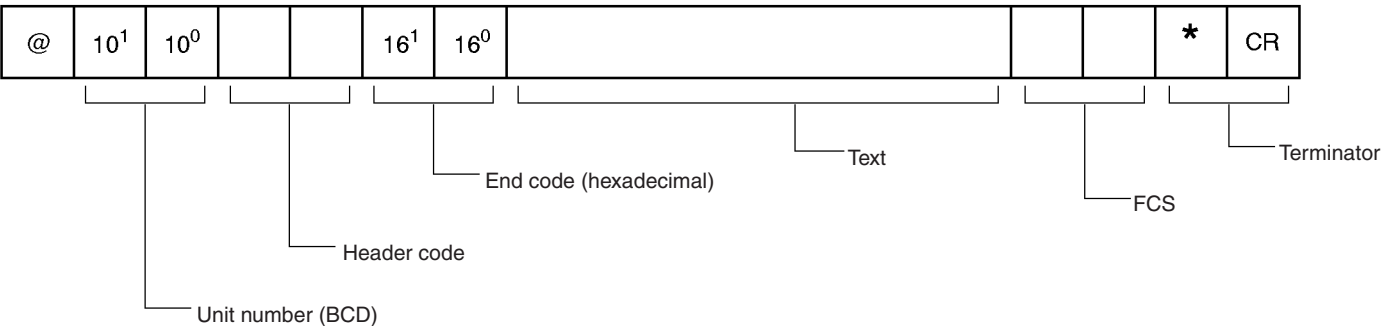 @ 10¹ 10⁰ 16¹ 16⁰ * CR
Text
Terminator
End code (hexadecimal)
FCS
Header code
Unit number (BCD)